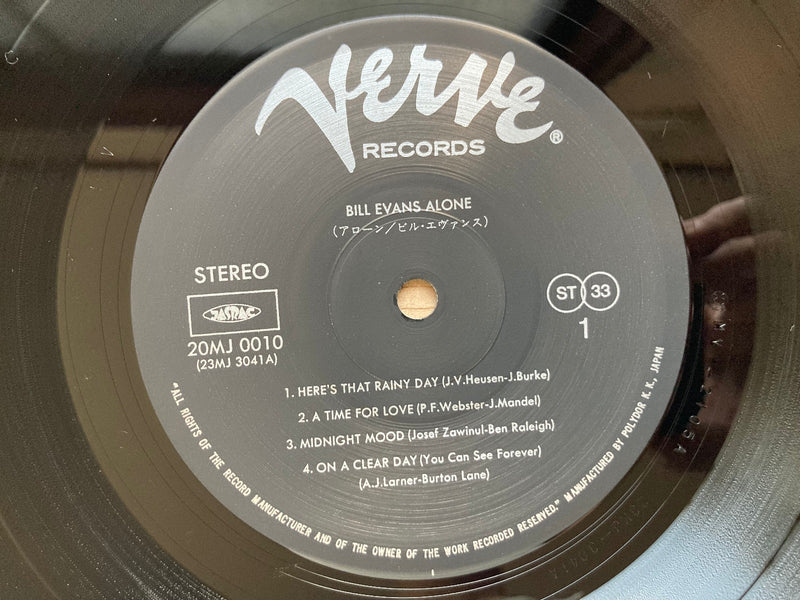 Verve®
RECORDS
BILL EVANS ALONE
(アローン/ビル・エヴァンス)
STEREO
JASRAC
20MJ 0010
(23MJ 3041A)
ST 33
1
1. HERE'S THAT RAINY DAY (J.V.Heusen-J.Burke)
2. A TIME FOR LOVE (P.F.Webster-J.Mandel)
3. MIDNIGHT MOOD (Josef Zawinul-Ben Raleigh)
4. ON A CLEAR DAY (You Can See Forever)
(A.J.Larner-Burton Lane)
"ALL RIGHTS OF THE RECORD MANUFACTURER AND OF THE OWNER OF THE WORK RECORDED RESERVED." MANUFACTURED BY POLYDOR K.K., JAPAN